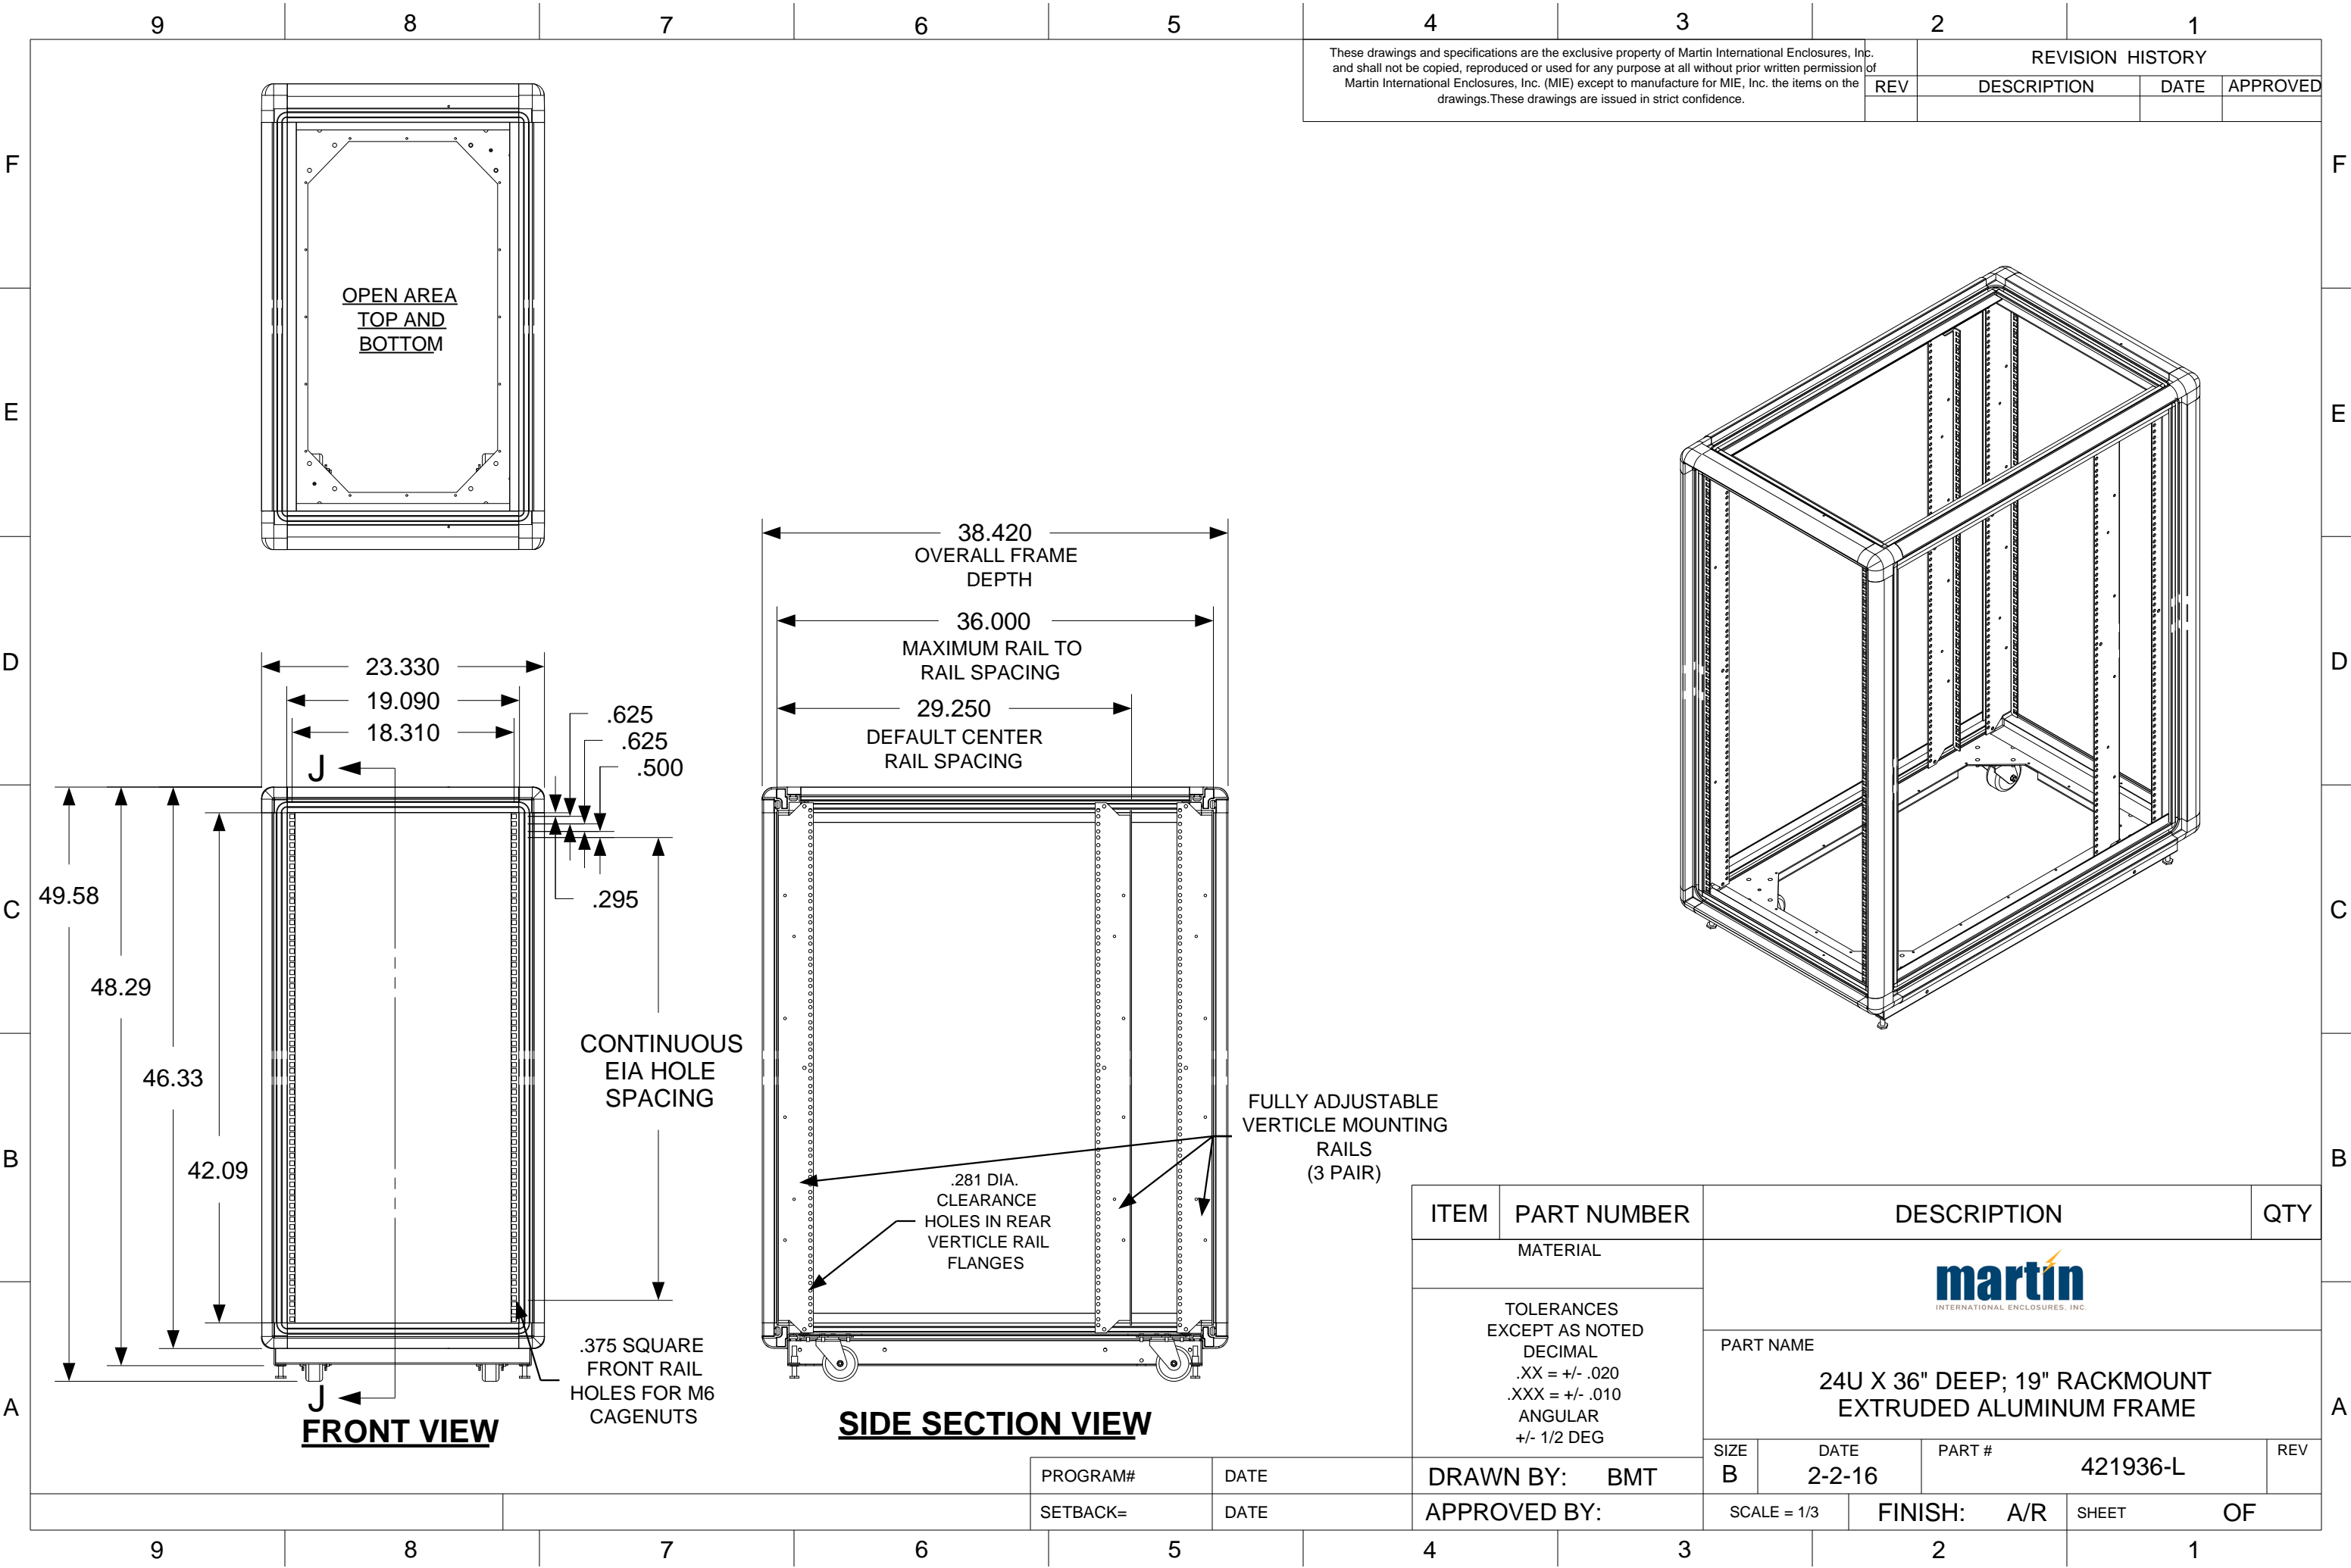 9 8 7 6 5 4 3 2 1
These drawings and specifications are the exclusive property of Martin International Enclosures, Inc.
and shall not be copied, reproduced or used for any purpose at all without prior written permission of
Martin International Enclosures, Inc. (MIE) except to manufacture for MIE, Inc. the items on the
drawings.These drawings are issued in strict confidence.
REVISION HISTORY
REV DESCRIPTION DATE APPROVED
F F
OPEN AREA
TOP AND
BOTTOM
E E
38.420
OVERALL FRAME
DEPTH
36.000
MAXIMUM RAIL TO
RAIL SPACING
29.250
DEFAULT CENTER
RAIL SPACING
D D
23.330
19.090
18.310
.625
.625
.500
.295
J
49.58
48.29
46.33
42.09
C C
CONTINUOUS
EIA HOLE
SPACING
FULLY ADJUSTABLE
VERTICLE MOUNTING
RAILS
(3 PAIR)
B B
.281 DIA.
CLEARANCE
HOLES IN REAR
VERTICLE RAIL
FLANGES
.375 SQUARE
FRONT RAIL
HOLES FOR M6
CAGENUTS
J
FRONT VIEW
SIDE SECTION VIEW
A A
ITEM PART NUMBER DESCRIPTION QTY
MATERIAL
martin
INTERNATIONAL ENCLOSURES, INC.
TOLERANCES
EXCEPT AS NOTED
DECIMAL
.XX = +/- .020
.XXX = +/- .010
ANGULAR
+/- 1/2 DEG
PART NAME
24U X 36" DEEP; 19" RACKMOUNT
EXTRUDED ALUMINUM FRAME
SIZE DATE PART # REV
B 2-2-16 421936-L
PROGRAM# DATE DRAWN BY: BMT
SETBACK= DATE APPROVED BY: SCALE = 1/3 FINISH: A/R SHEET OF
9 8 7 6 5 4 3 2 1